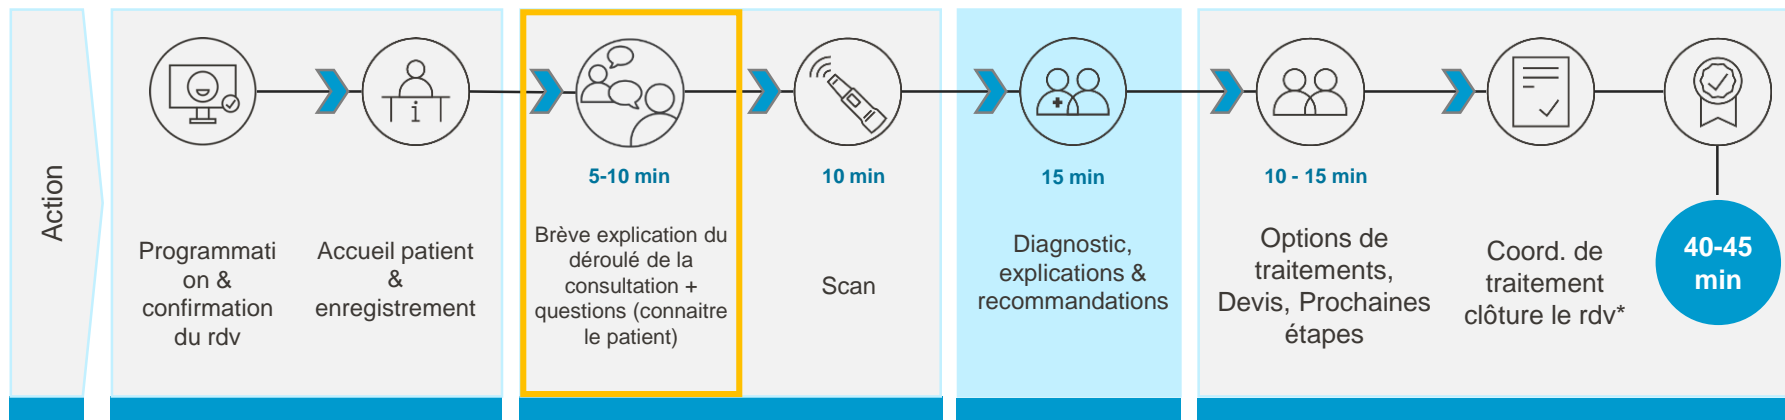 Action
Programmati
on &
confirmation
du rdv
i
Accueil patient
&
enregistrement
5-10 min
Brève explication du
déroulé de la
consultation +
questions (connaitre
le patient)
10 min
Scan
15 min
Diagnostic,
explications &
recommandations
10 - 15 min
Options de
traitements,
Devis, Prochaines
étapes
Coord. de
traitement
clôture le rdv*
40-45
min